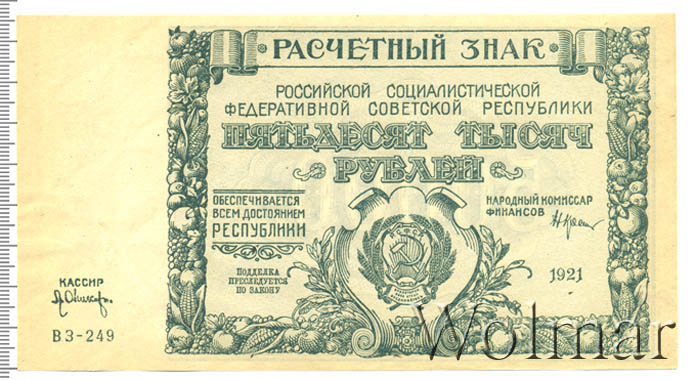 РАСЧЕТНЫЙ ЗНАК
РОССИЙСКОЙ СОЦИАЛИСТИЧЕСКОЙ
ФЕДЕРАТИВНОЙ СОВЕТСКОЙ РЕСПУБЛИКИ
ПЯТЬДЕСЯТ ТЫСЯЧ
РУБЛЕЙ
ОБЕСПЕЧИВАЕТСЯ
ВСЕМ ДОСТОЯНИЕМ
РЕСПУБЛИКИ
НАРОДНЫЙ КОМИССАР
ФИНАНСОВ
ПОДДЕЛКА
ПРЕСЛЕДУЕТСЯ
ПО ЗАКОНУ
1921
КАССИР
ВЗ-249
Wolmar